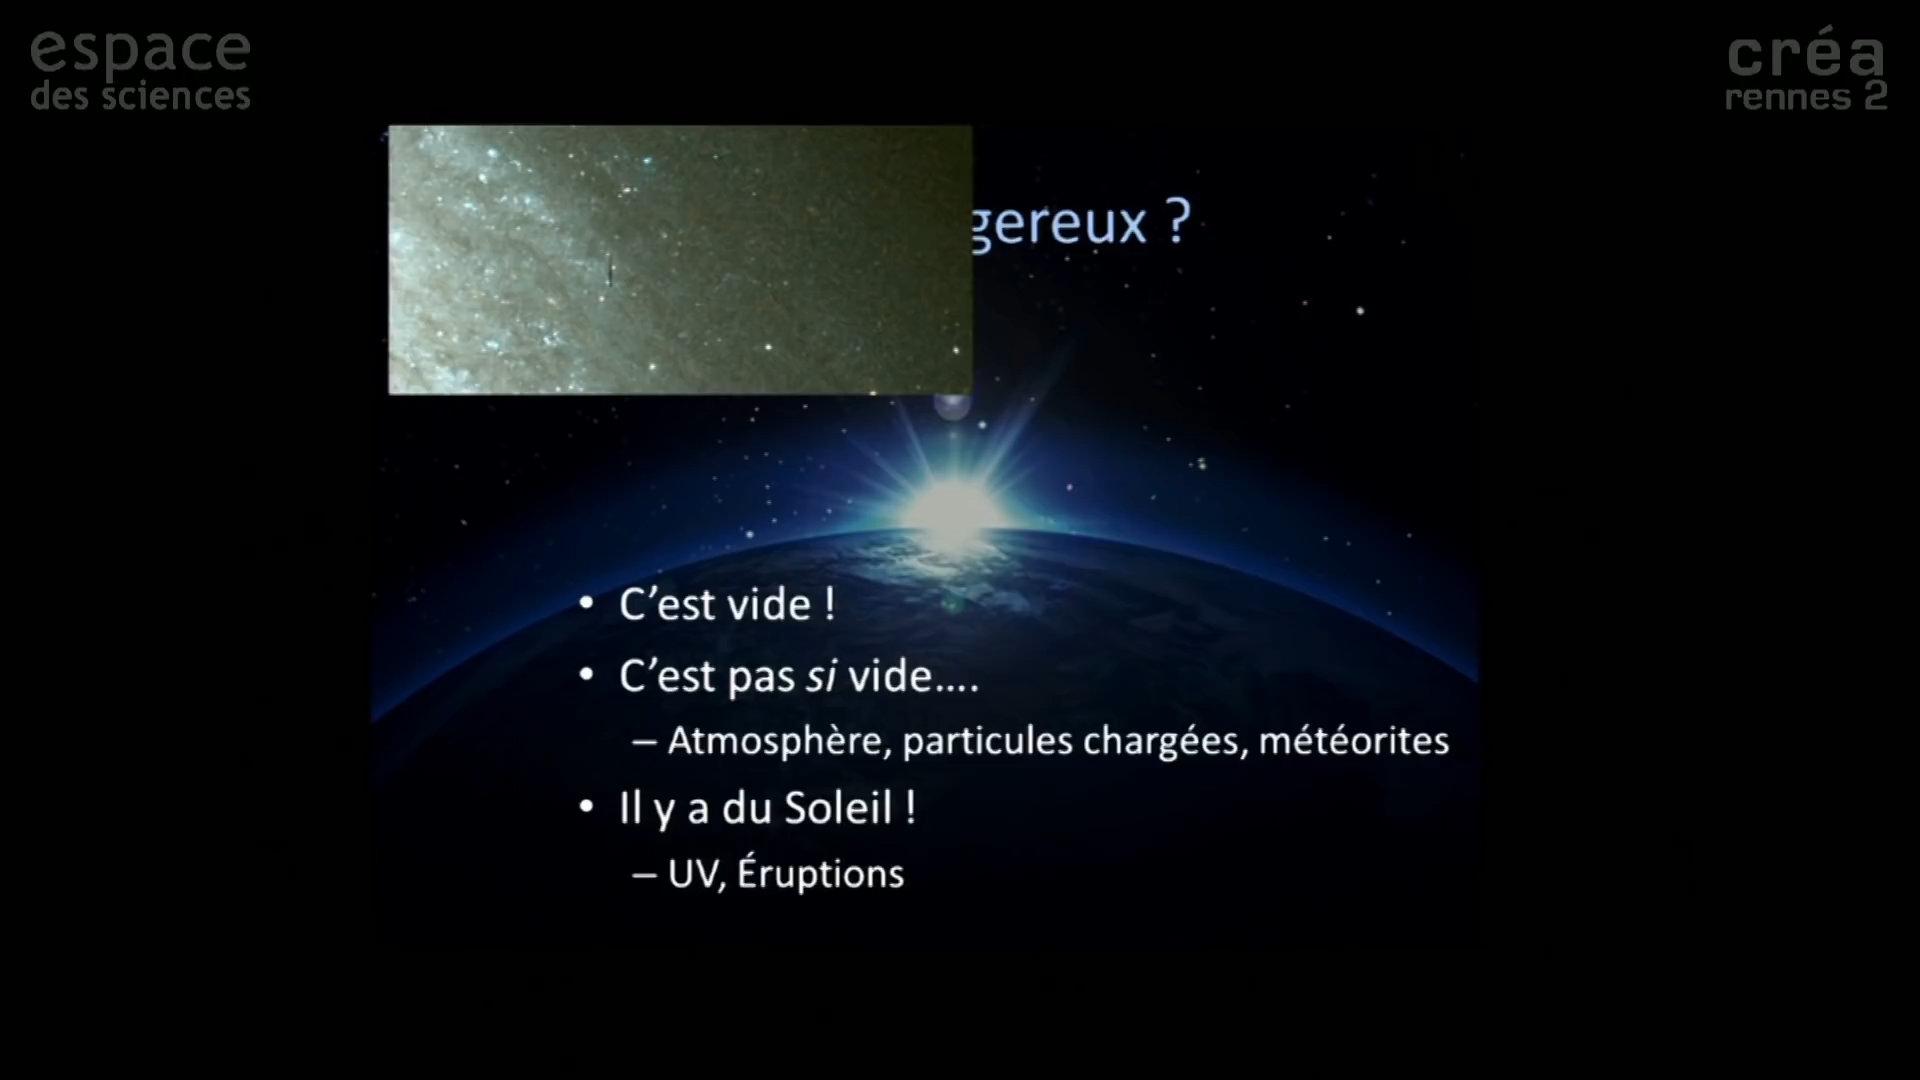 espace
des sciences
créa
rennes 2
gereux ?
• C’est vide !
• C’est pas si vide....
– Atmosphère, particules chargées, météorites
• Il y a du Soleil !
– UV, Éruptions